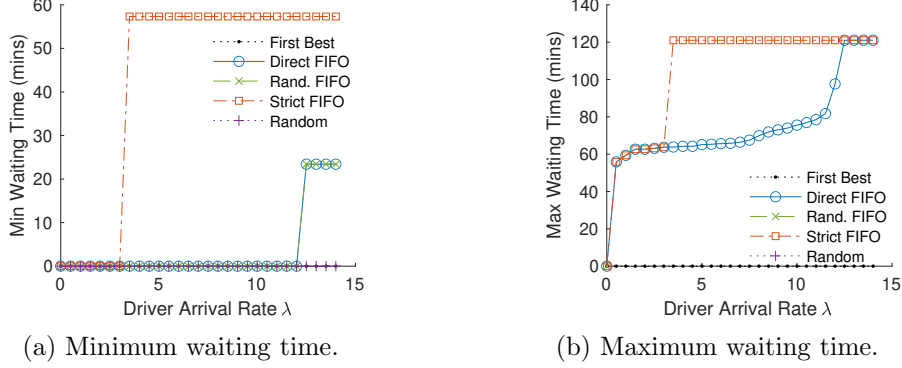 60
50
40
30
20
10
0
Min Waiting Time (mins)
First Best
Direct FIFO
Rand. FIFO
Strict FIFO
Random
0 5 10 15
Driver Arrival Rate λ
(a) Minimum waiting time.
140
120
100
80
60
40
20
0
Max Waiting Time (mins)
First Best
Direct FIFO
Rand. FIFO
Strict FIFO
Random
0 5 10 15
Driver Arrival Rate λ
(b) Maximum waiting time.